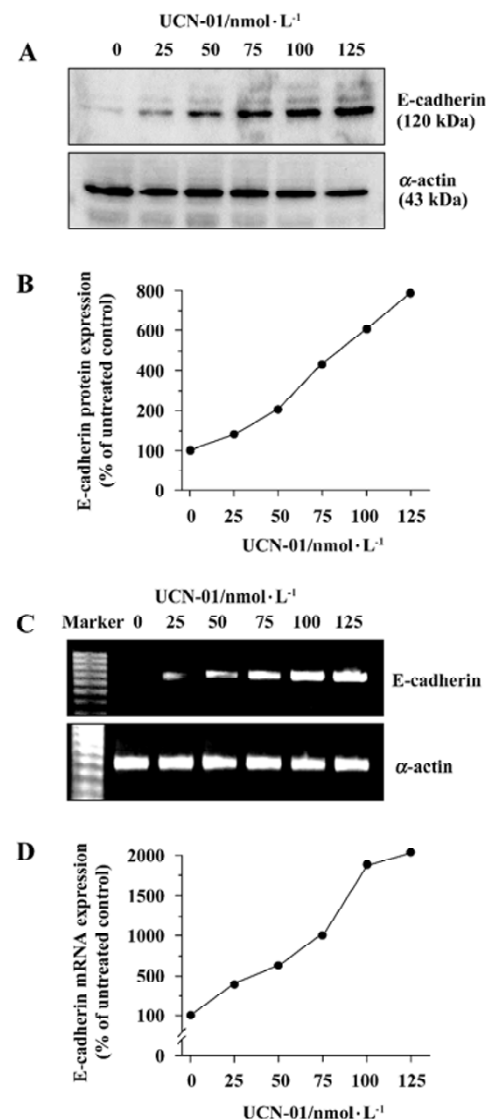 UCN-01/nmol·L⁻¹
0 25 50 75 100 125
A
E-cadherin
(120 kDa)
α-actin
(43 kDa)
B
E-cadherin protein expression
(% of untreated control)
800
600
400
200
100
0
0 25 50 75 100 125
UCN-01/nmol·L⁻¹
UCN-01/nmol·L⁻¹
C
Marker 0 25 50 75 100 125
E-cadherin
α-actin
D
E-cadherin mRNA expression
(% of untreated control)
2000
1500
1000
500
100
0
0 25 50 75 100 125
UCN-01/nmol·L⁻¹